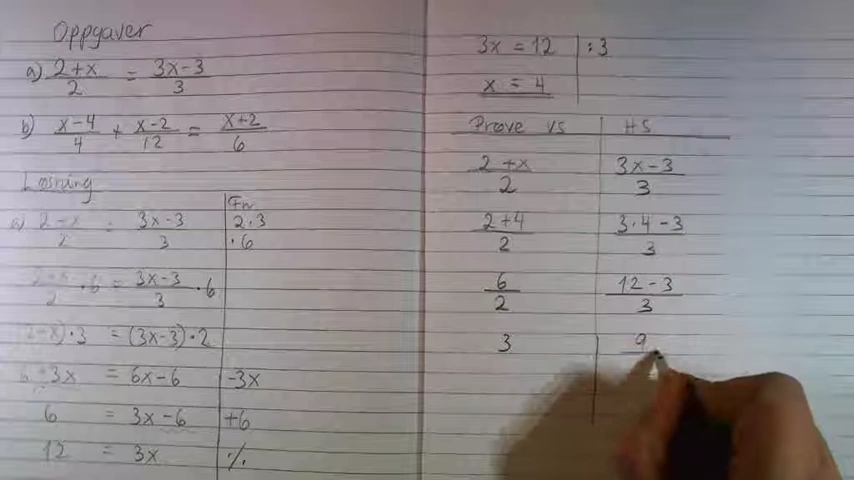 Oppgaver
a) 2+x/2 = 3x-3/3
b) x-4/4 + x-2/12 = x+2/6
Løsning
Fn
a) 2+x/2 = 3x-3/3 | 2·3
·6
2+x/2 ·6 = 3x-3/3 ·6
(2+x)·3 = (3x-3)·2
6+3x = 6x-6 | -3x
6 = 3x-6 | +6
12 = 3x | ./.
3x = 12 | :3
x = 4
Prøve VS | HS
2+x/2 | 3x-3/3
2+4/2 | 3·4-3/3
6/2 | 12-3/3
3 | 9